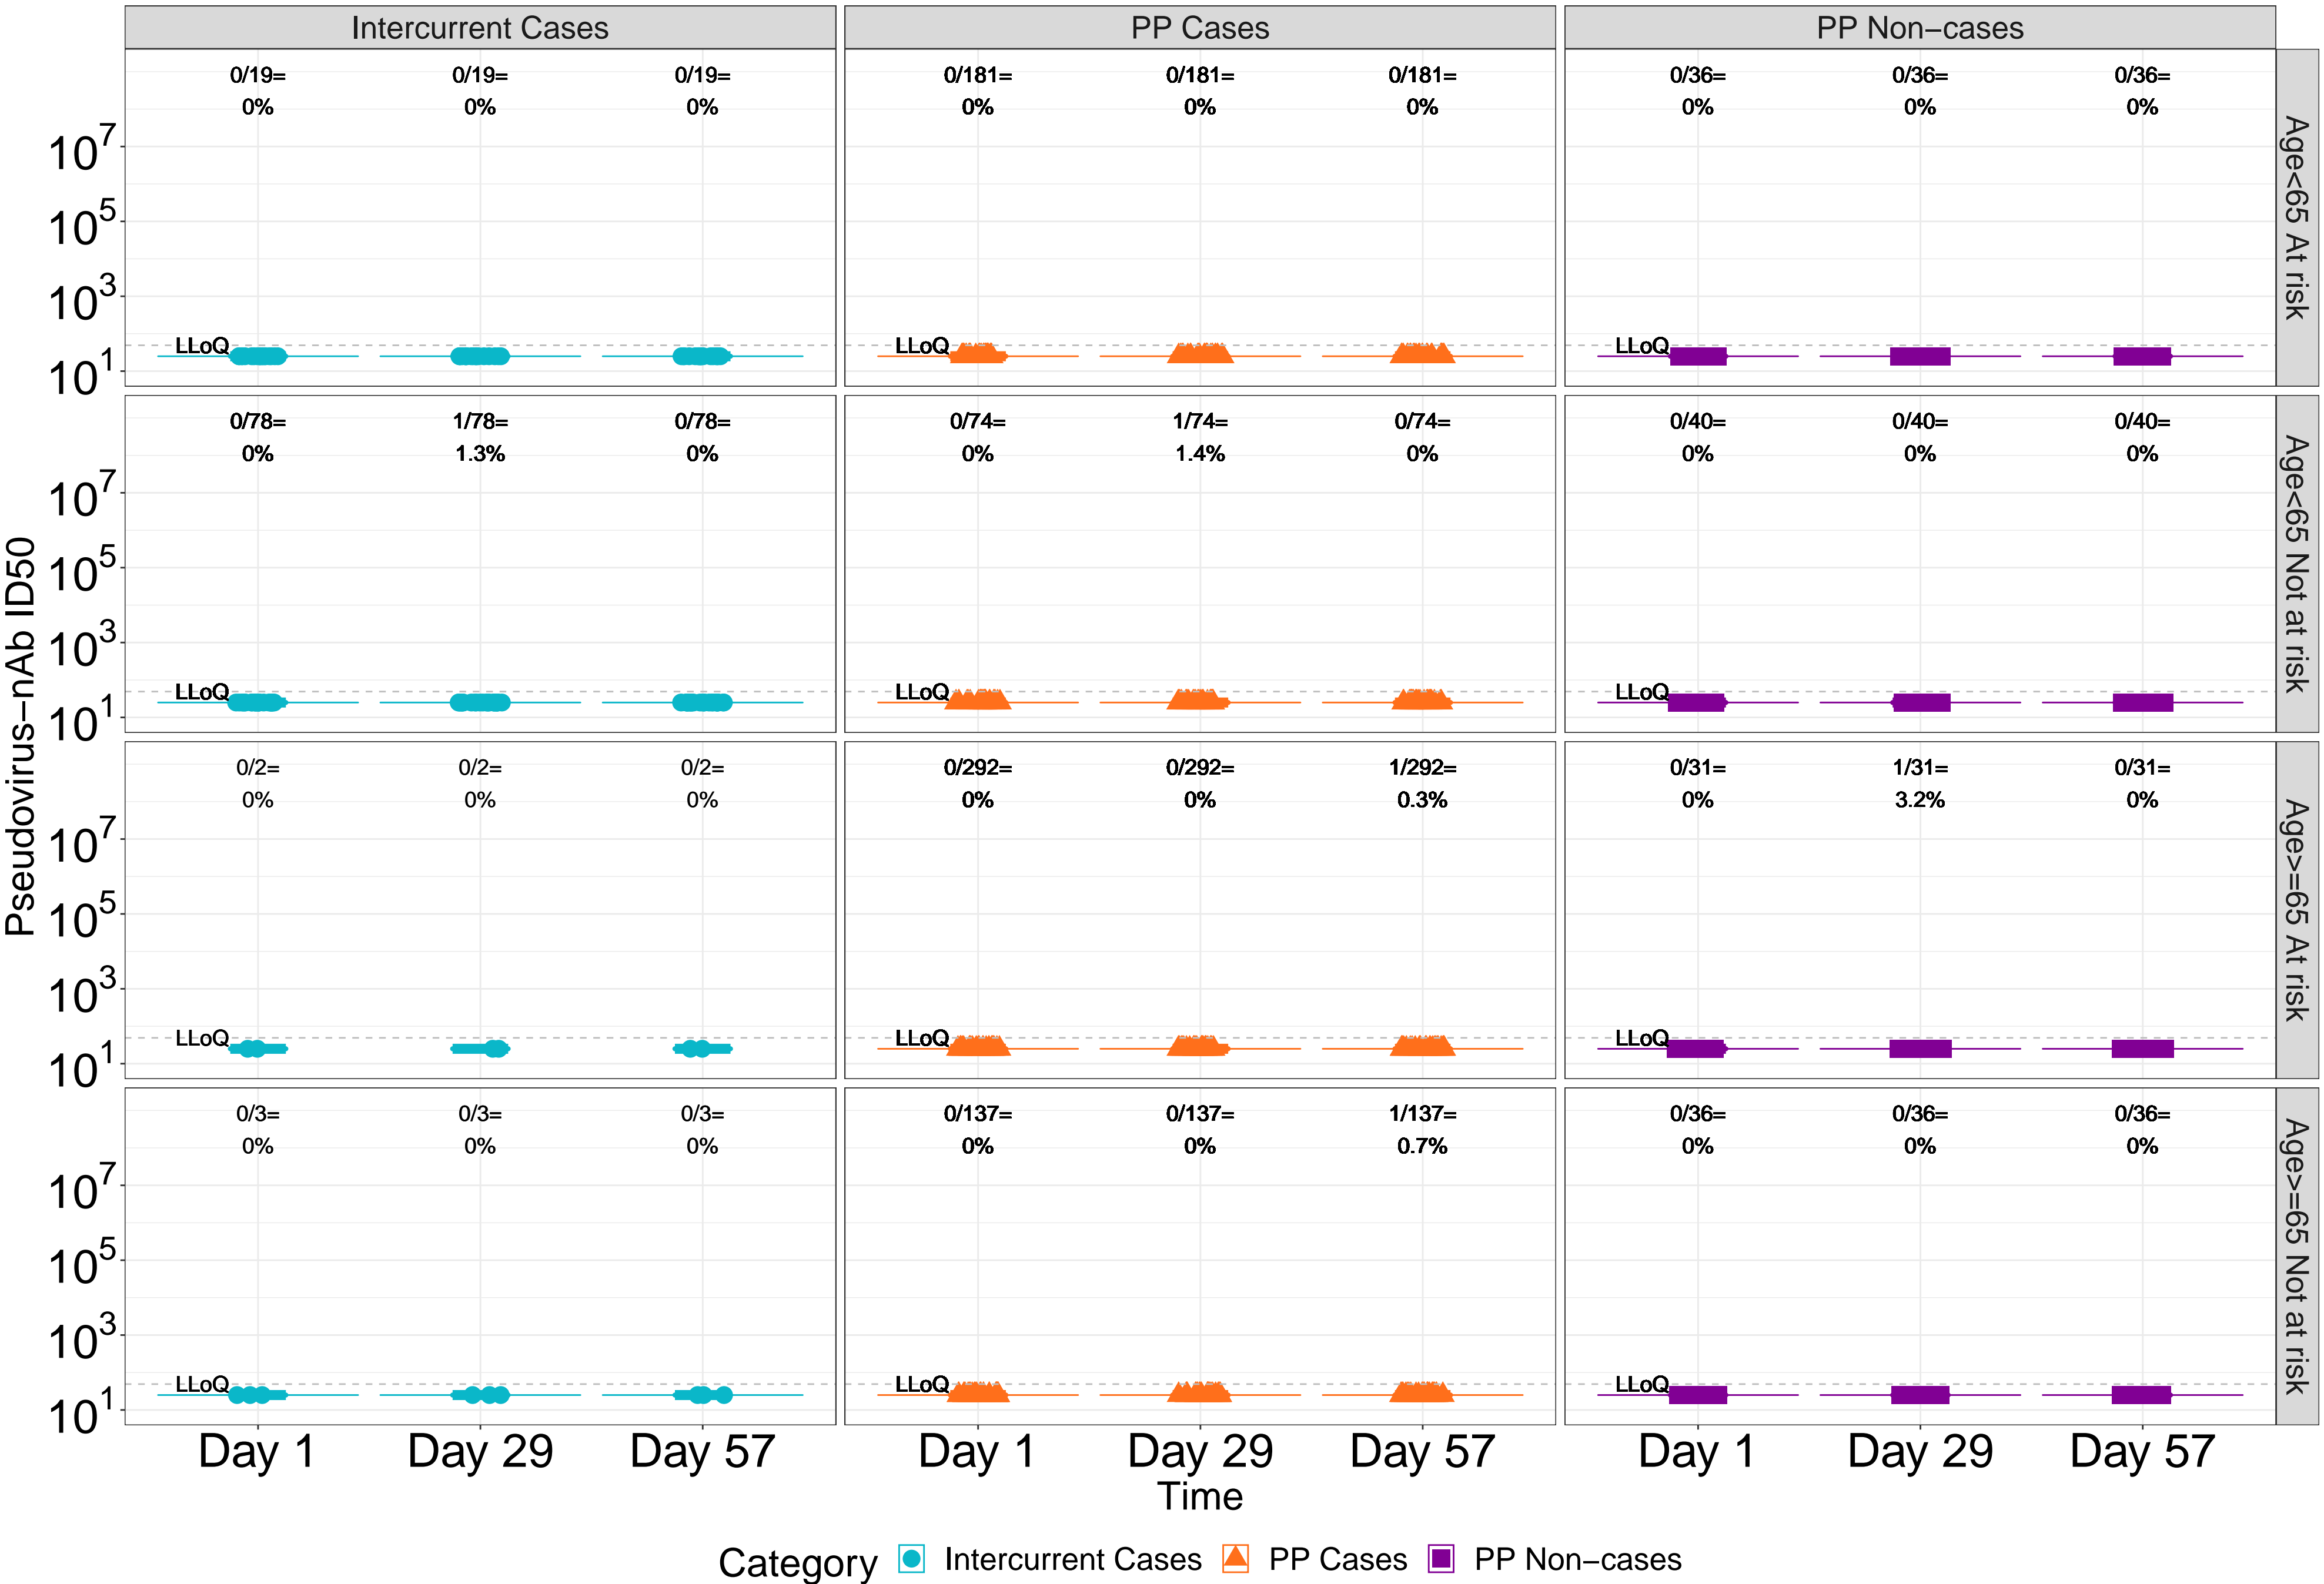 Intercurrent Cases PP Cases PP Non−cases
0/19= 0/19= 0/19= 0/181= 0/181= 0/181= 0/36= 0/36= 0/36=
0% 0% 0% 0% 0% 0% 0% 0% 0%
10^7
10^5
10^3
LLoQ LLoQ LLoQ
10^1
Age<65 At risk
0/78= 1/78= 0/78= 0/74= 1/74= 0/74= 0/40= 0/40= 0/40=
0% 1.3% 0% 0% 1.4% 0% 0% 0% 0%
10^7
10^5
10^3
LLoQ LLoQ LLoQ
10^1
Age<65 Not at risk
Pseudovirus−nAb ID50
0/2= 0/2= 0/2= 0/292= 0/292= 1/292= 0/31= 1/31= 0/31=
0% 0% 0% 0% 0% 0.3% 0% 3.2% 0%
10^7
10^5
10^3
LLoQ LLoQ LLoQ
10^1
Age>=65 At risk
0/3= 0/3= 0/3= 0/137= 0/137= 1/137= 0/36= 0/36= 0/36=
0% 0% 0% 0% 0% 0.7% 0% 0% 0%
10^7
10^5
10^3
LLoQ LLoQ LLoQ
10^1
Age>=65 Not at risk
Day 1 Day 29 Day 57 Day 1 Day 29 Day 57 Day 1 Day 29 Day 57
Time
Category Intercurrent Cases PP Cases PP Non−cases